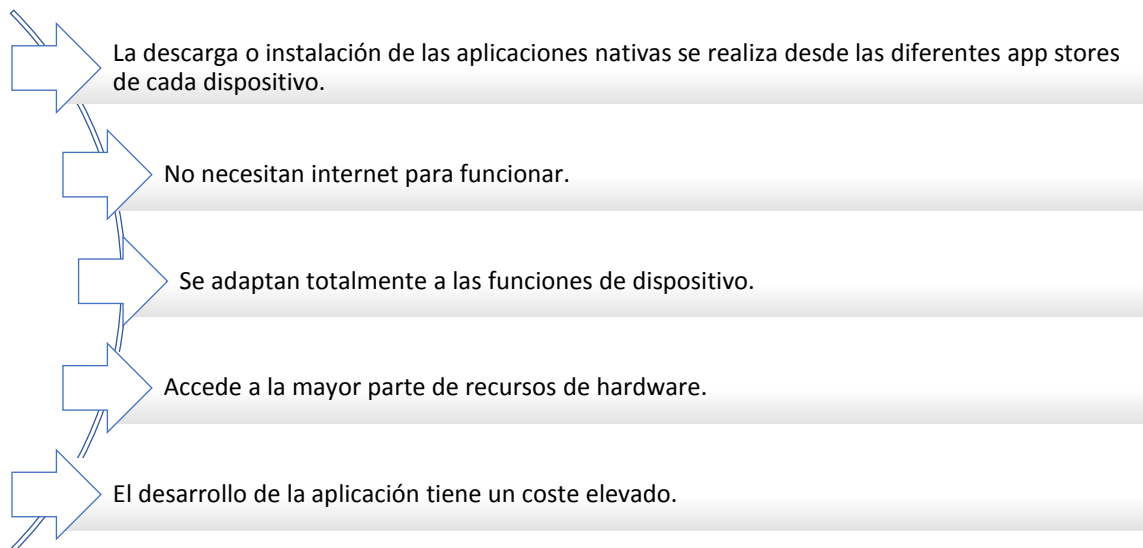 La descarga o instalación de las aplicaciones nativas se realiza desde las diferentes app stores
de cada dispositivo.
No necesitan internet para funcionar.
Se adaptan totalmente a las funciones de dispositivo.
Accede a la mayor parte de recursos de hardware.
El desarrollo de la aplicación tiene un coste elevado.